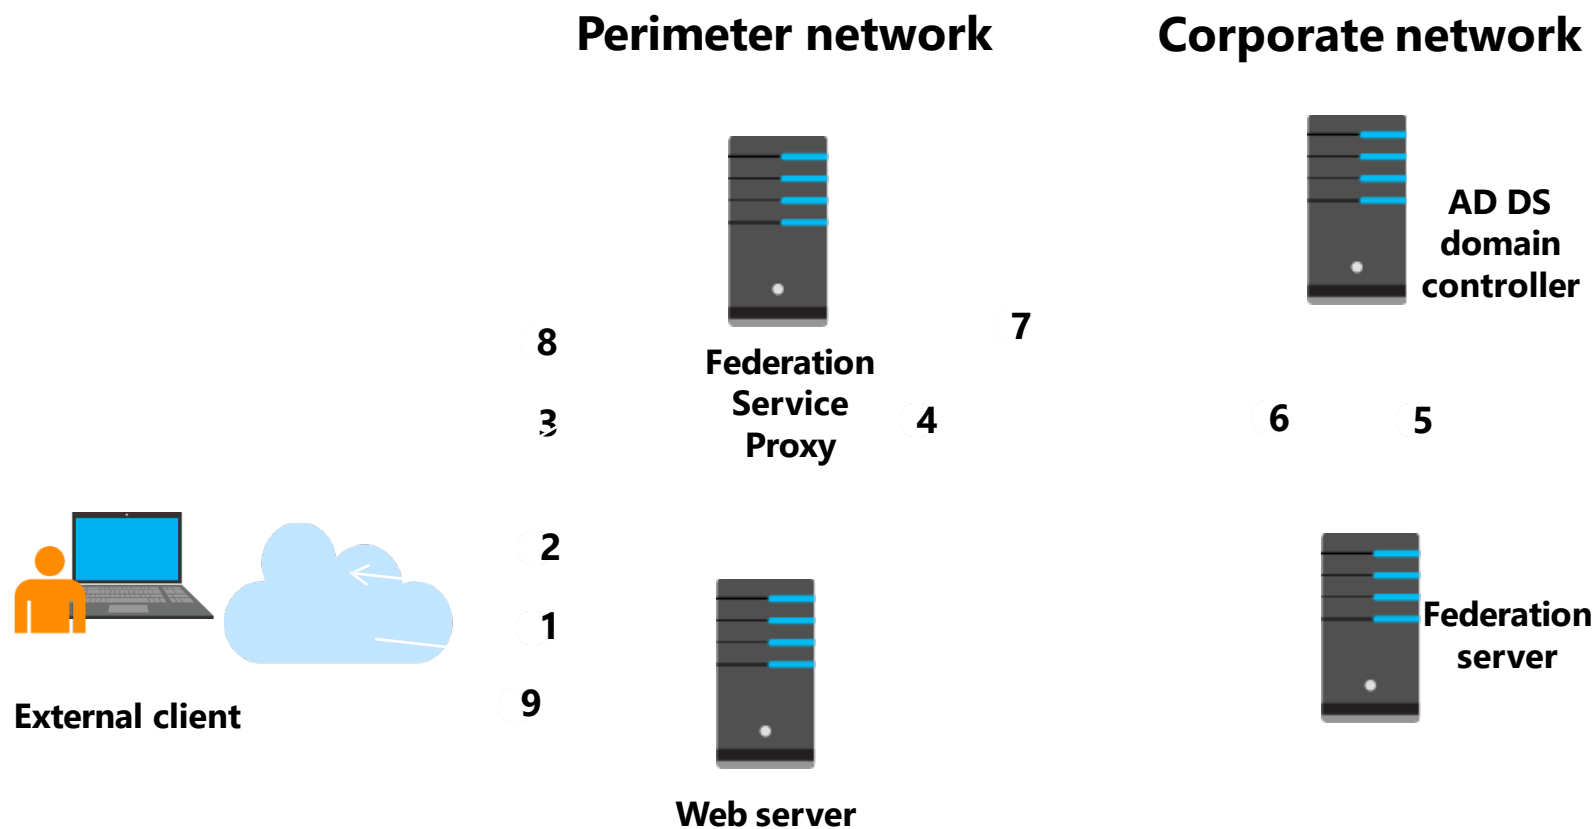 Perimeter network
Corporate network
AD DS
domain
controller
7
8
Federation
Service
Proxy
3
4
6
5
2
1
Federation
server
9
External client
Web server